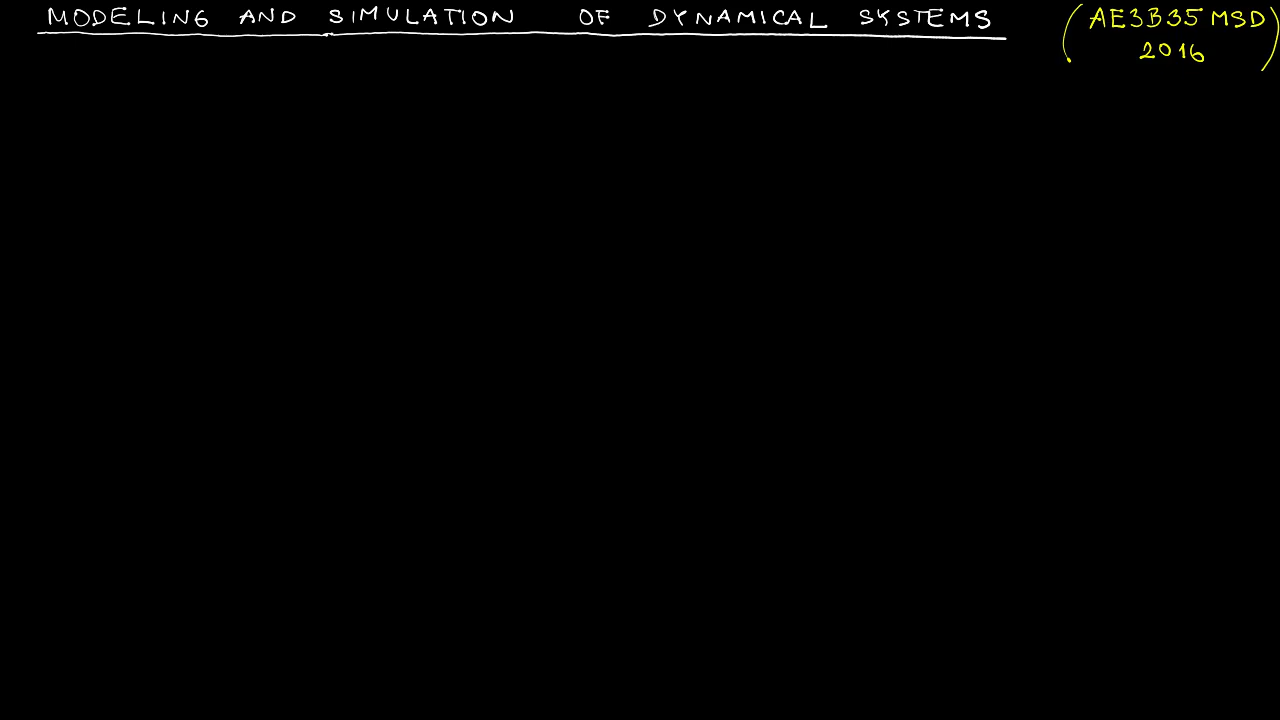 MODELING AND SIMULATION OF DYNAMICAL SYSTEMS
(AE3B35MSD
2016)